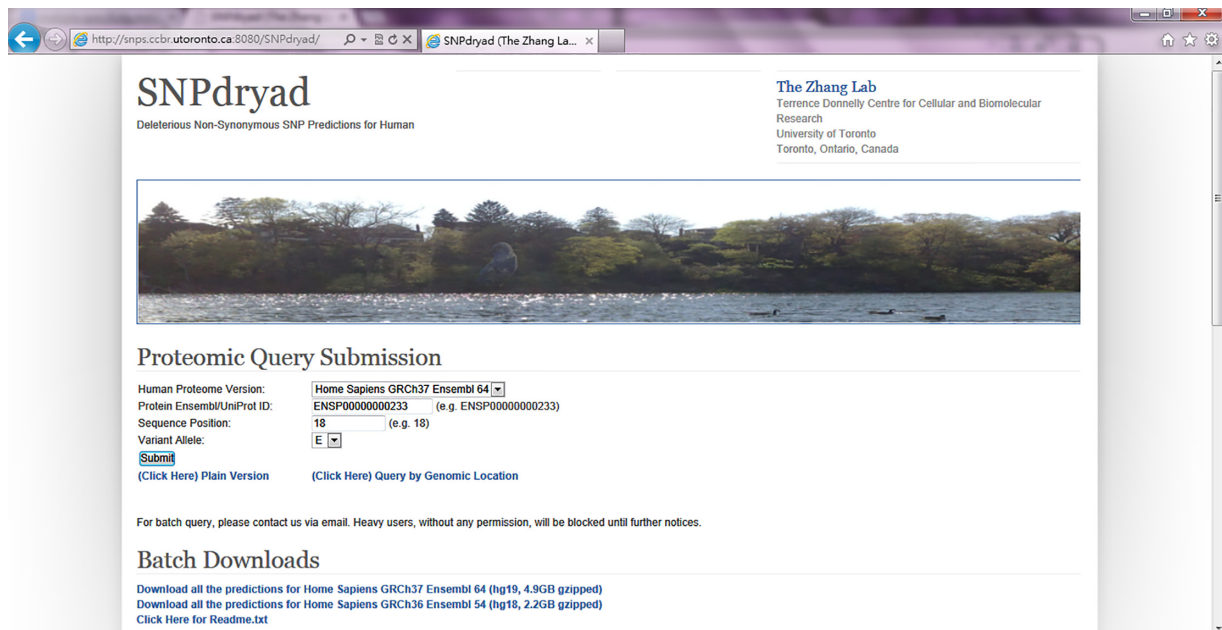 http://snps.ccbr.utoronto.ca:8080/SNPdryad/
SNPdryad (The Zhang La...
SNPdryad
Deleterious Non-Synonymous SNP Predictions for Human
The Zhang Lab
Terrence Donnelly Centre for Cellular and Biomolecular
Research
University of Toronto
Toronto, Ontario, Canada
Proteomic Query Submission
Human Proteome Version: Home Sapiens GRCh37 Ensembl 64
Protein Ensembl/UniProt ID: ENSP00000000233 (e.g. ENSP00000000233)
Sequence Position: 18 (e.g. 18)
Variant Allele: E
Submit
(Click Here) Plain Version (Click Here) Query by Genomic Location
For batch query, please contact us via email. Heavy users, without any permission, will be blocked until further notices.
Batch Downloads
Download all the predictions for Home Sapiens GRCh37 Ensembl 64 (hg19, 4.9GB gzipped)
Download all the predictions for Home Sapiens GRCh36 Ensembl 54 (hg18, 2.2GB gzipped)
Click Here for Readme.txt